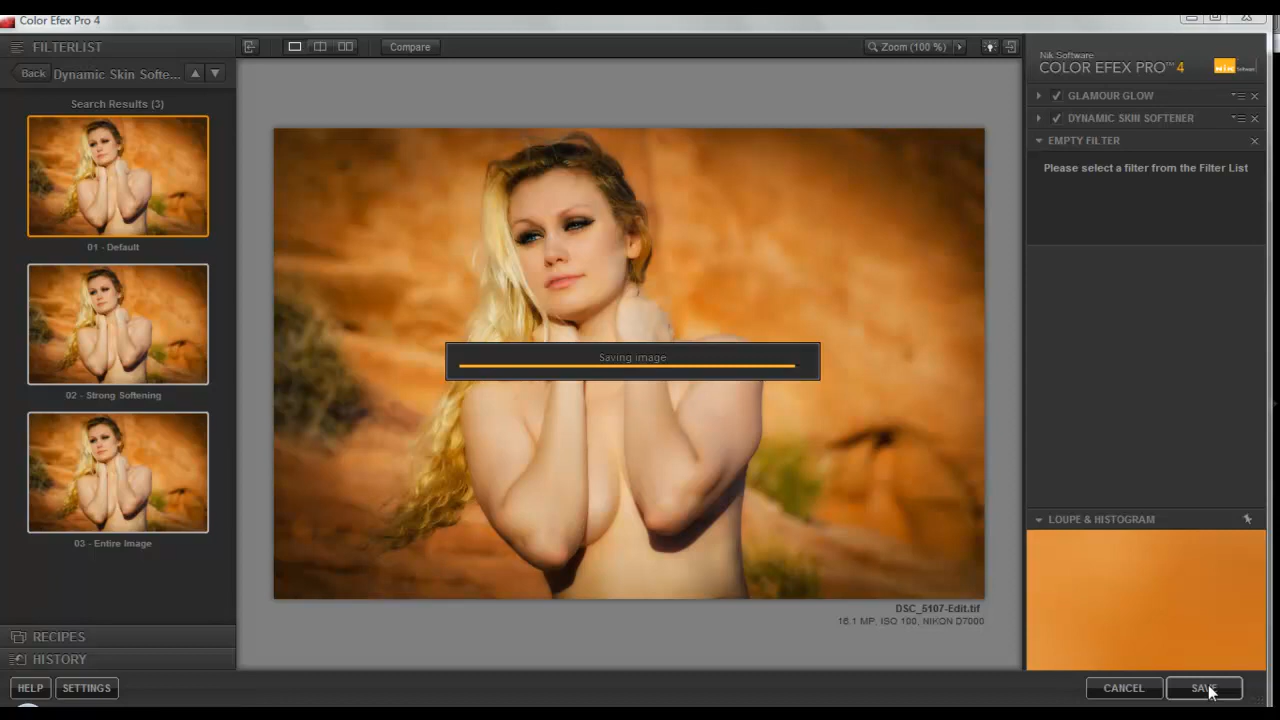 Color Efex Pro 4
FILTERLIST
Back
Dynamic Skin Softe...
Search Results (3)
01 - Default
02 - Strong Softening
03 - Entire Image
RECIPES
HISTORY
HELP
SETTINGS
Compare
Zoom (100 %)
Saving image
DSC_5107-Edit.tif
16.1 MP, ISO 100, NIKON D7000
Nik Software
COLOR EFEX PRO™ 4
nik Software
GLAMOUR GLOW
DYNAMIC SKIN SOFTENER
EMPTY FILTER
Please select a filter from the Filter List
LOUPE & HISTOGRAM
CANCEL
SAVE